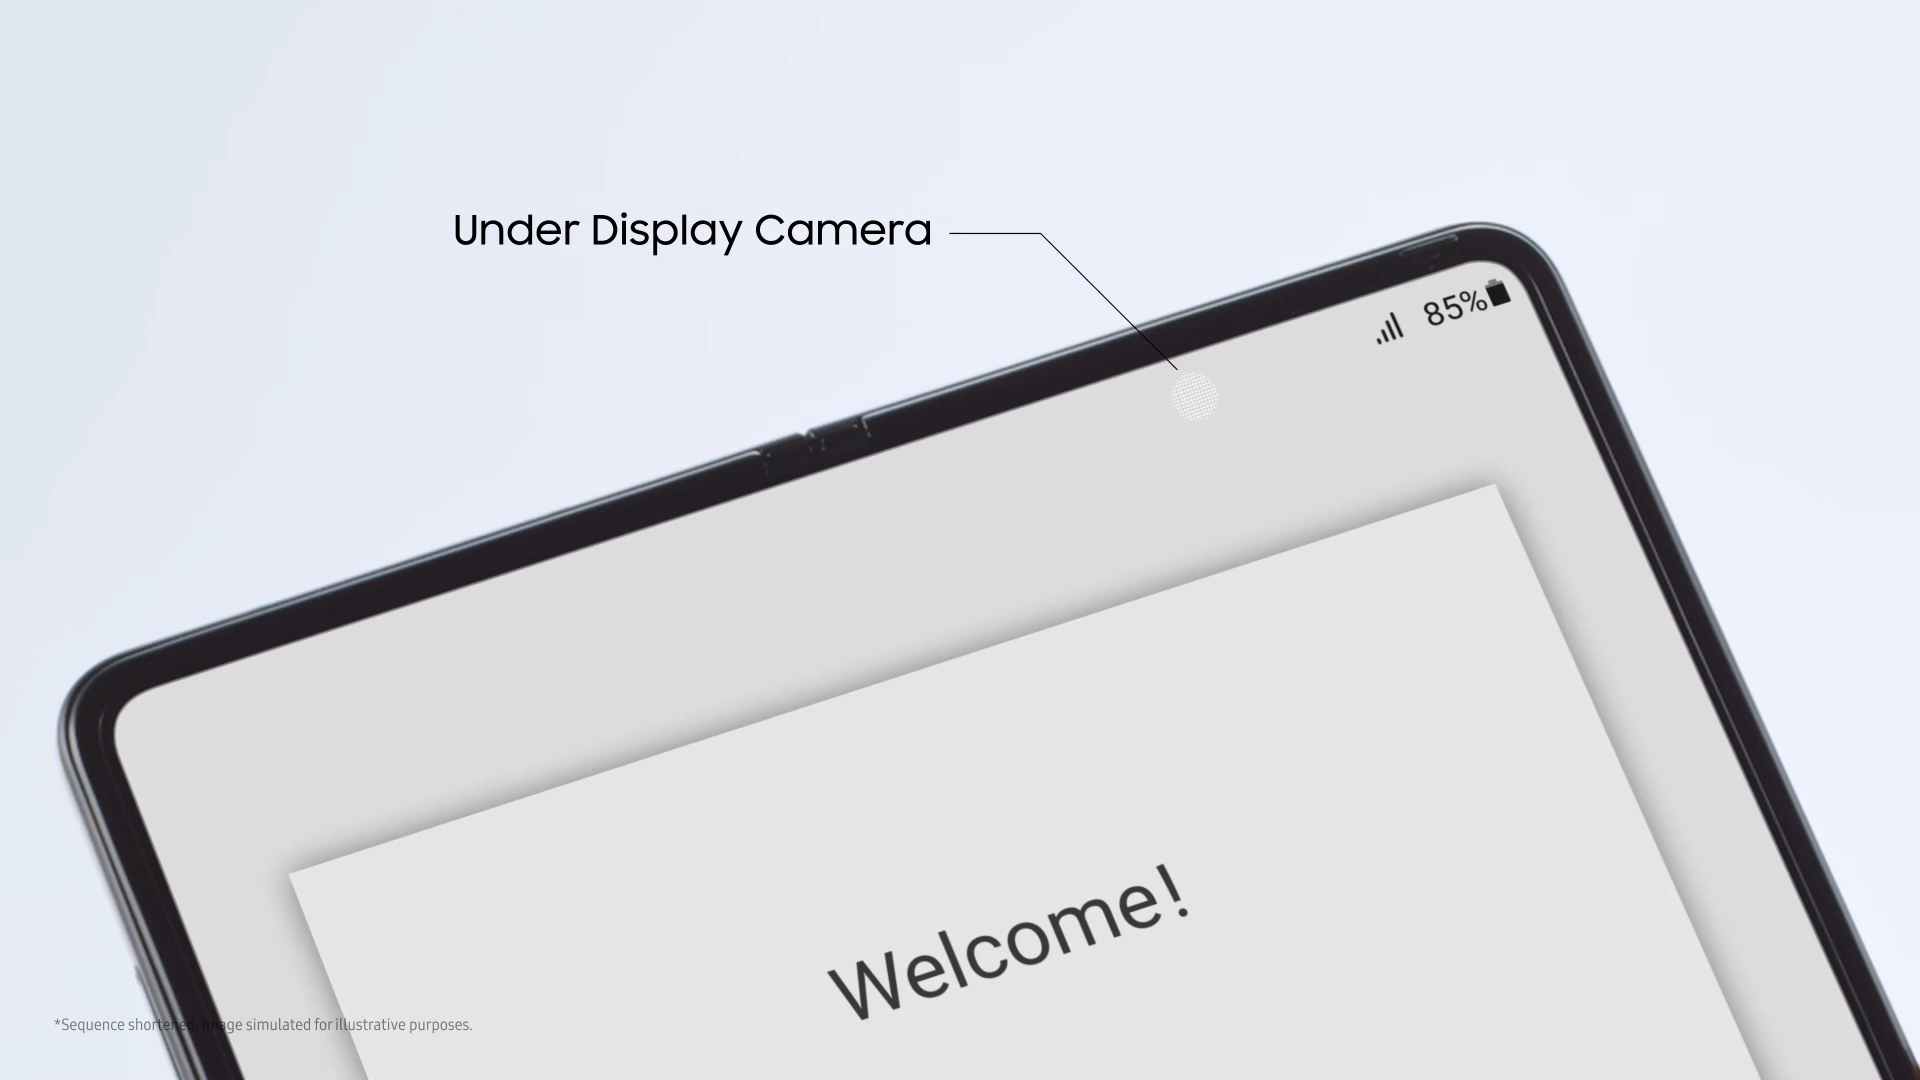 Under Display Camera
85%
Welcome!
*Sequence shortened. Image simulated for illustrative purposes.